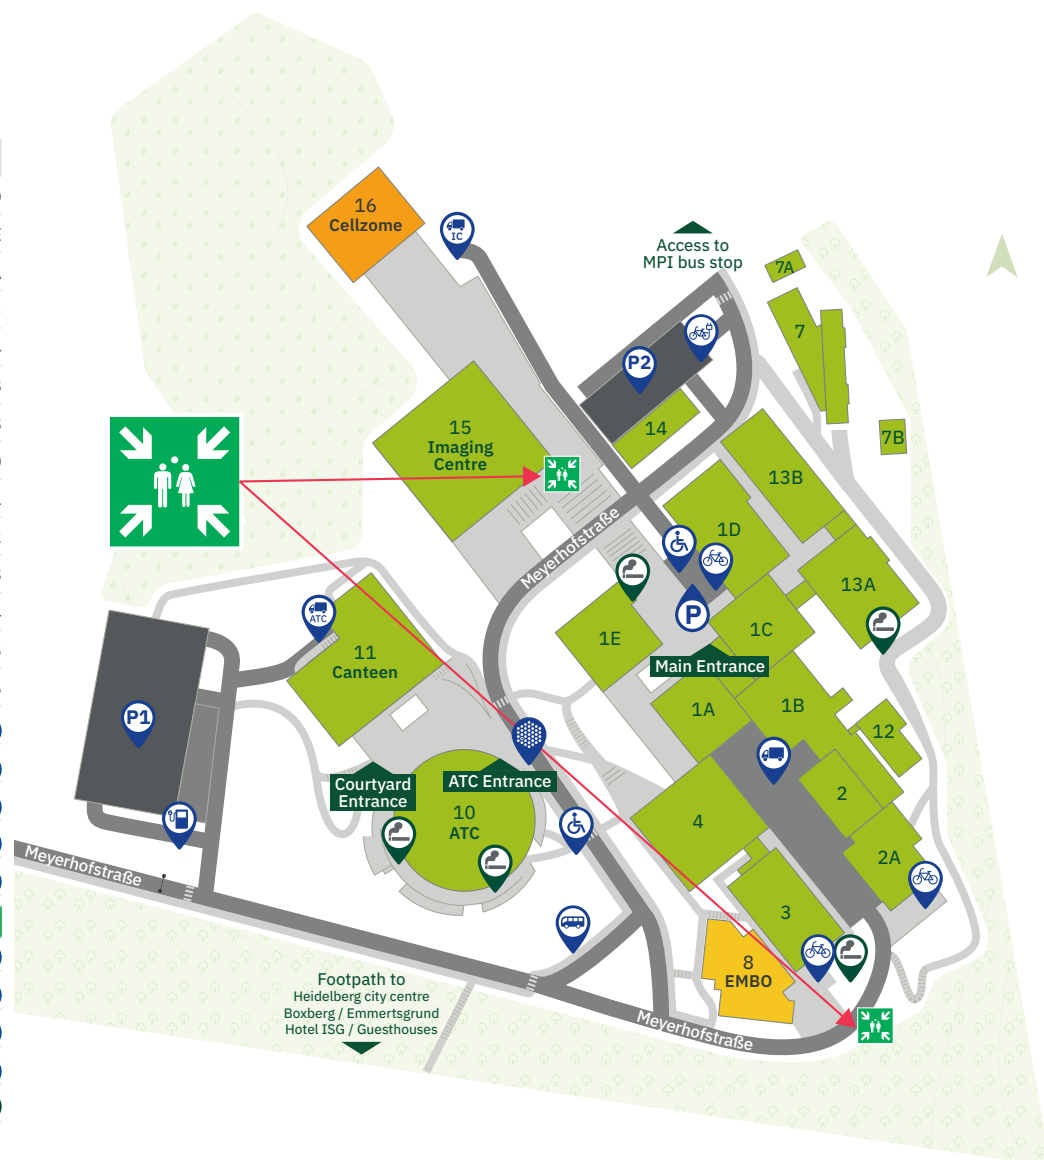 16
Cellzome
IC
Access to
MPI bus stop
7A
7
7B
P2
14
15
Imaging
Centre
13B
1D
13A
Meyerhofstraße
P
1C
1E
Main Entrance
ATC
11
Canteen
1A
1B
12
P1
Courtyard
Entrance
ATC Entrance
10
ATC
2
4
2A
3
Meyerhofstraße
8
EMBO
Footpath to
Heidelberg city centre
Boxberg / Emmertsgrund
Hotel ISG / Guesthouses
Meyerhofstraße